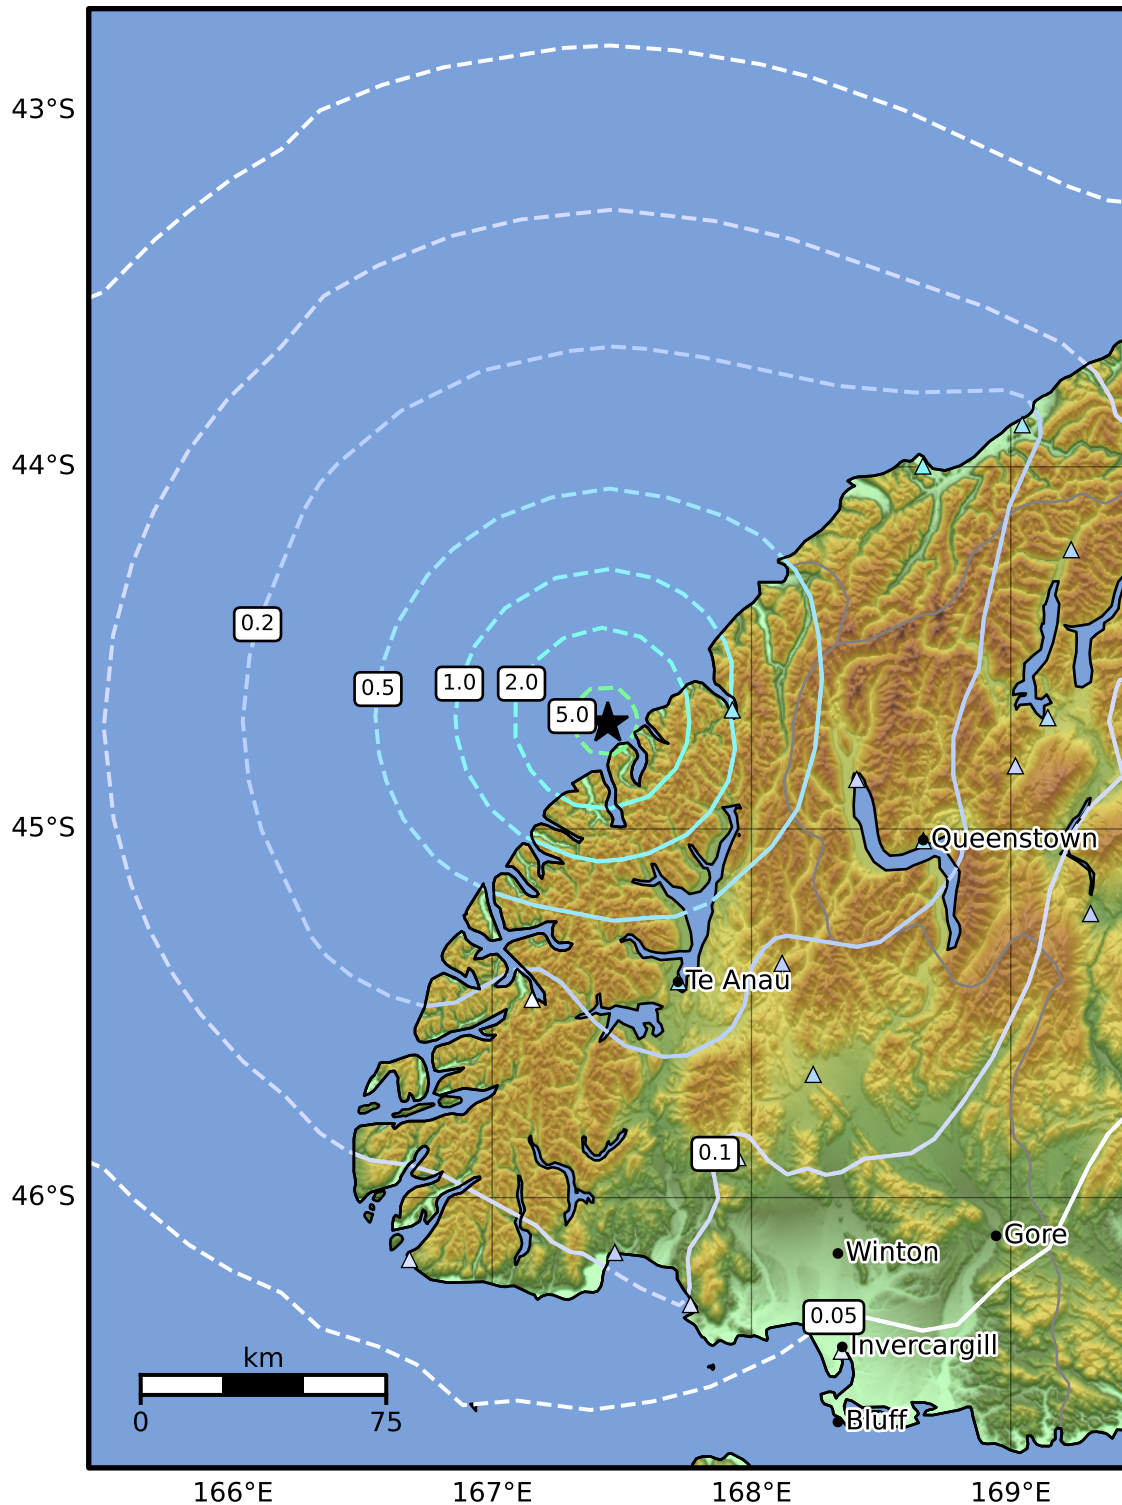 43°S
44°S
0.2
0.5
1.0
2.0
5.0
45°S
Queenstown
Te Anau
0.1
46°S
Gore
Winton
0.05
Invercargill
km
0
75
Bluff
166°E
167°E
168°E
169°E